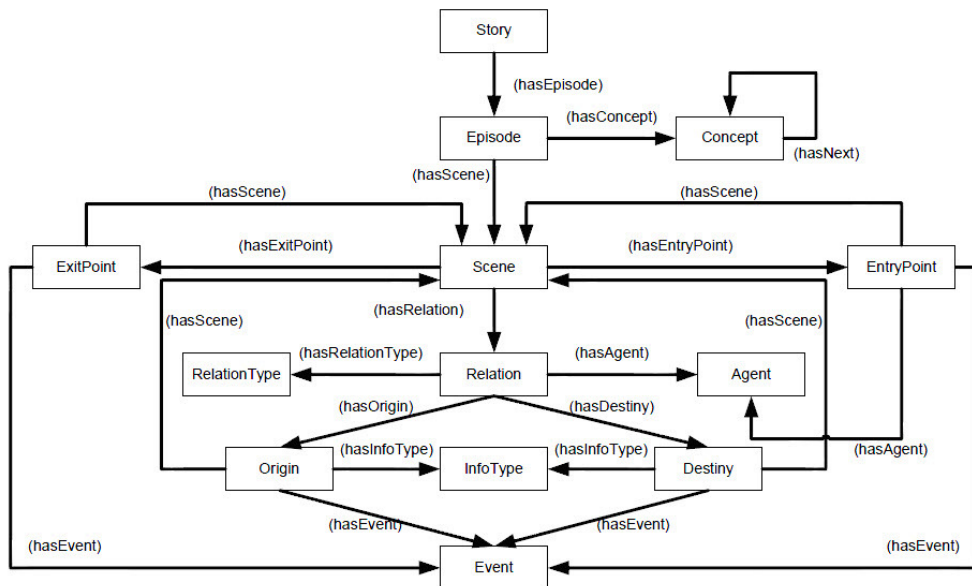 Story
(hasEpisode)
(hasConcept)
Episode
Concept
(hasNext)
(hasScene)
(hasScene)
(hasScene)
(hasExitPoint)
(hasEntryPoint)
ExitPoint
Scene
EntryPoint
(hasRelation)
(hasScene)
(hasScene)
(hasRelationType)
(hasAgent)
RelationType
Relation
Agent
(hasOrigin)
(hasDestiny)
(hasInfoType)
(hasInfoType)
(hasAgent)
Origin
InfoType
Destiny
(hasEvent)
(hasEvent)
(hasEvent)
(hasEvent)
Event